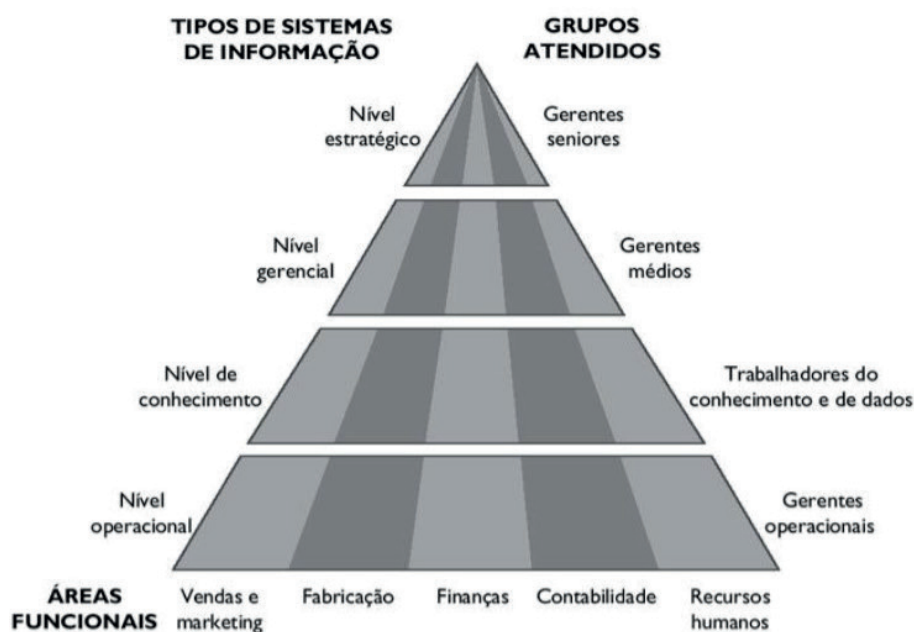 TIPOS DE SISTEMAS
DE INFORMAÇÃO
GRUPOS
ATENDIDOS
Nível
estratégico
Gerentes
seniores
Nível
gerencial
Gerentes
médios
Nível de
conhecimento
Trabalhadores do
conhecimento e de dados
Nível
operacional
Gerentes
operacionais
ÁREAS
FUNCIONAIS
Vendas e
marketing
Fabricação
Finanças
Contabilidade
Recursos
humanos